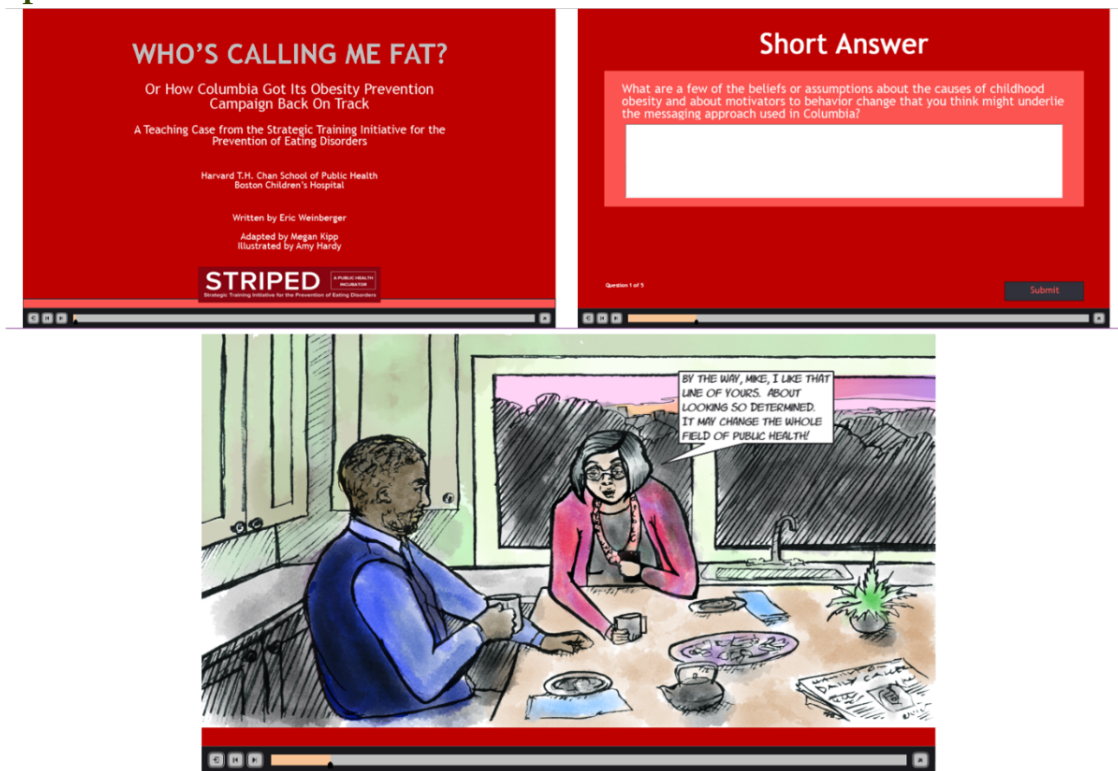 WHO'S CALLING ME FAT?
Or How Columbia Got Its Obesity Prevention
Campaign Back On Track
A Teaching Case from the Strategic Training Initiative for the
Prevention of Eating Disorders
Harvard T.H. Chan School of Public Health
Boston Children's Hospital
Written by Eric Weinberger
Adapted by Megan Kipp
Illustrated by Amy Hardy
STRIPED
A PUBLIC HEALTH
INCUBATOR
Strategic Training Initiative for the Prevention of Eating Disorders
Short Answer
What are a few of the beliefs or assumptions about the causes of childhood
obesity and about motivators to behavior change that you think might underlie
the messaging approach used in Columbia?
Question 1 of 5
Submit
BY THE WAY, MIKE, I LIKE THAT
LINE OF YOURS. ABOUT
LOOKING SO DETERMINED.
IT MAY CHANGE THE WHOLE
FIELD OF PUBLIC HEALTH!
DAILY